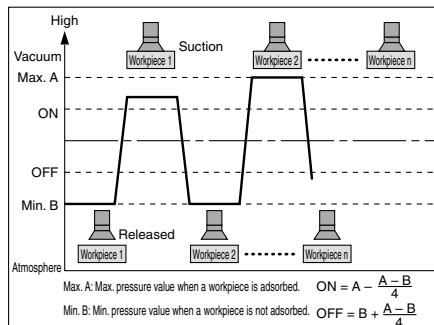 High
Suction
Vacuum
Workpiece 1
Workpiece 2
Workpiece n
Max. A
ON
OFF
Min. B
Released
Workpiece 1
Workpiece 2
Workpiece n
Atmosphere
Max. A: Max. pressure value when a workpiece is adsorbed. ON = A − A − B / 4
Min. B: Min. pressure value when a workpiece is not adsorbed. OFF = B + A − B / 4